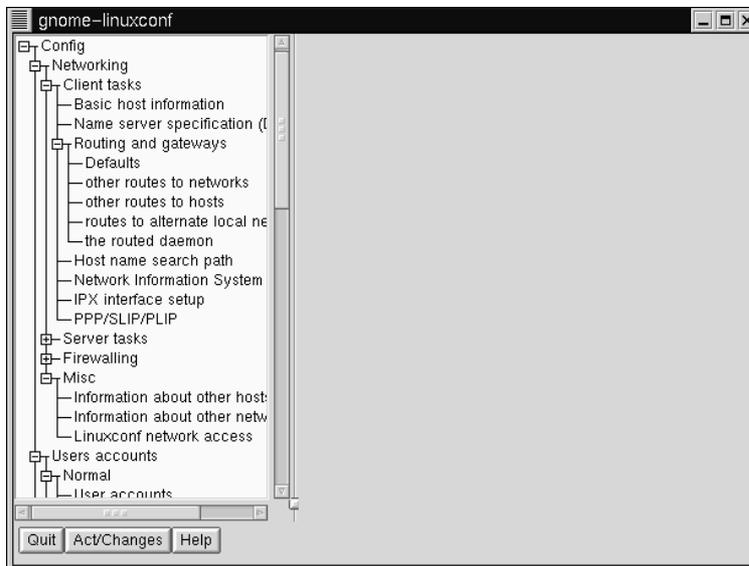 gnome-linuxconf
Config
Networking
Client tasks
Basic host information
Name server specification (D
Routing and gateways
Defaults
other routes to networks
other routes to hosts
routes to alternate local ne
the routed daemon
Host name search path
Network Information System
IPX interface setup
PPP/SLIP/PLIP
Server tasks
Firewalling
Misc
Information about other hosts
Information about other netw
Linuxconf network access
Users accounts
Normal
User accounts
Quit Act/Changes Help